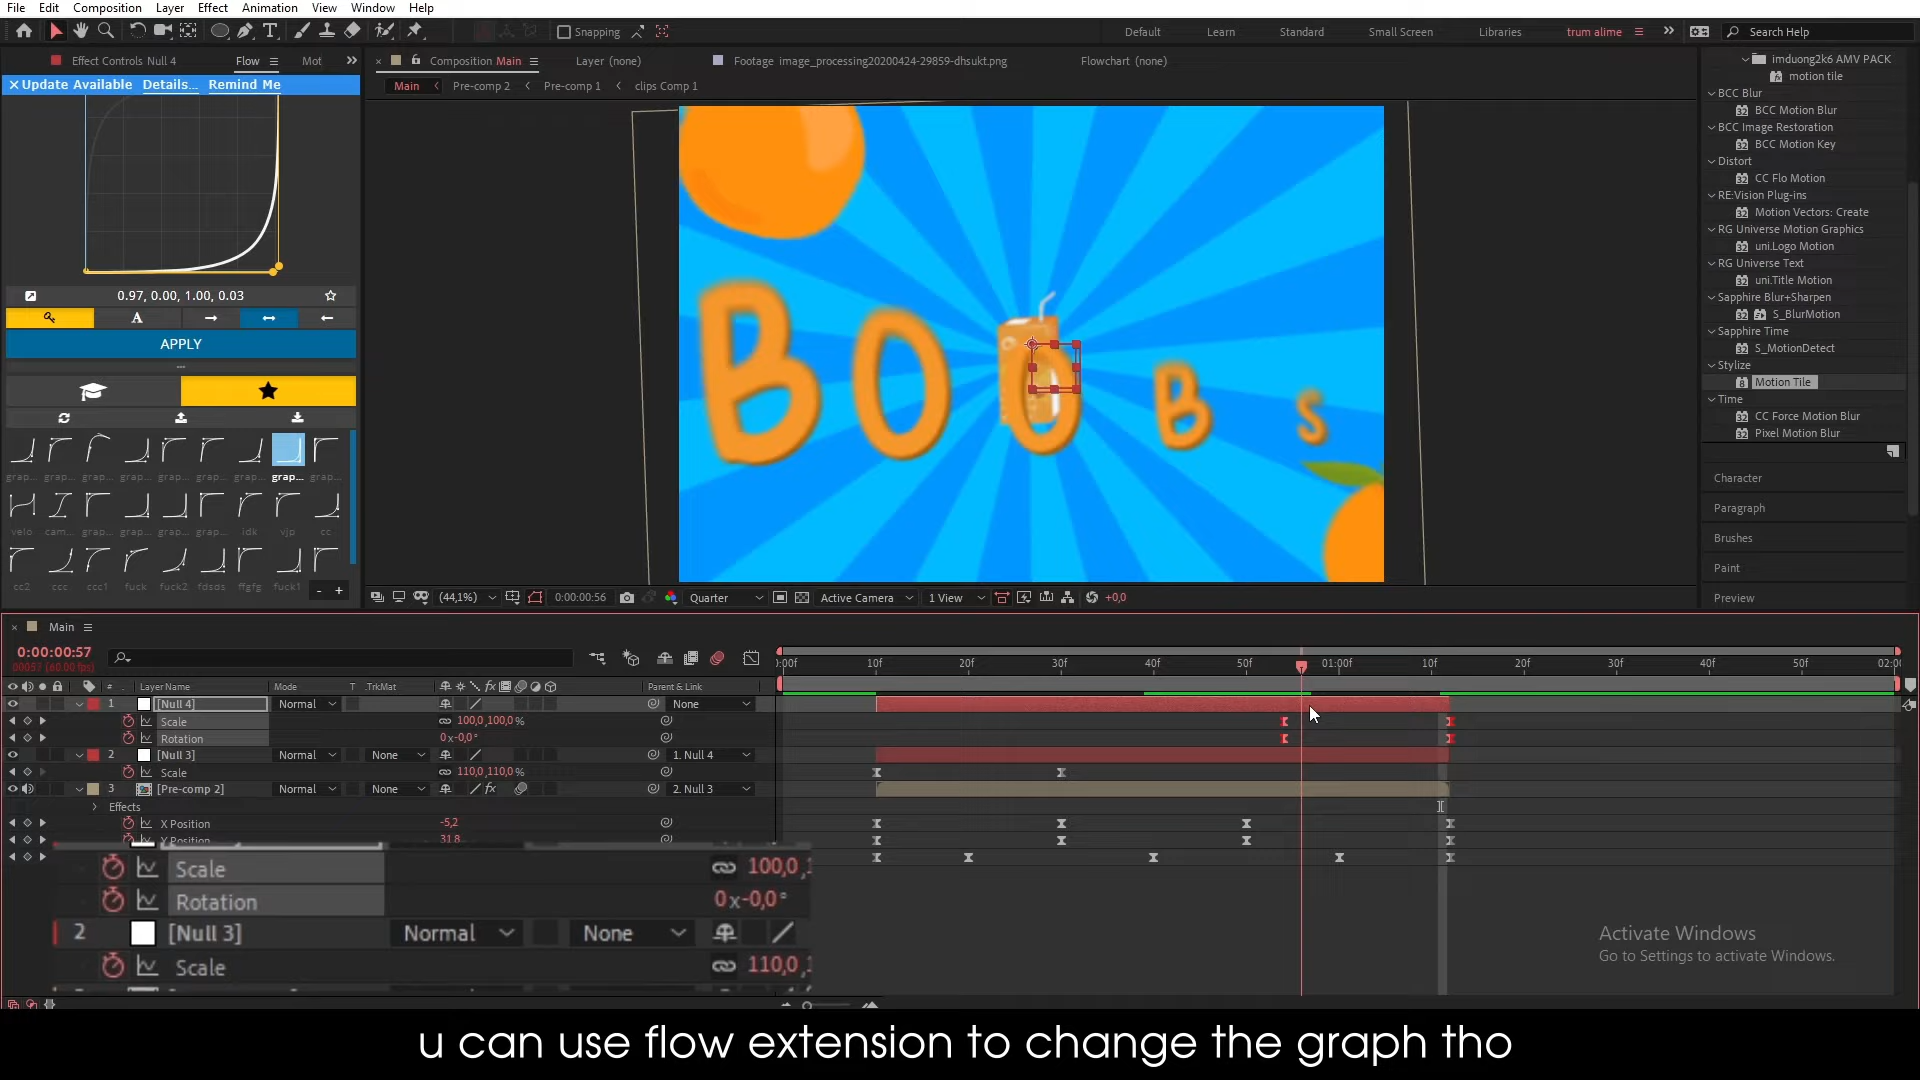 File Edit Composition Layer Effect Animation View Window Help
Snapping Default Learn Standard Small Screen Libraries trum alime Search Help
Effect Controls Null 4 Flow Mot
Composition Main Layer (none) Footage image_processing20200424-29859-dhsukt.png Flowchart (none)
Update Available Details... Remind Me
Main Pre-comp 2 Pre-comp 1 clips Comp 1
0.97, 0.00, 1.00, 0.03
A
APPLY
grap... grap... grap... grap... grap... grap... grap... grap... grap...
velo cam... grap... grap... grap... grap... idk vjp cc
cc2 ccc ccc1 fuck fuck2 fdsas ffgfg fuck1
- +
BOOBS
imduong2k6 AMV PACK
motion tile
BCC Blur
BCC Motion Blur
BCC Image Restoration
BCC Motion Key
Distort
CC Flo Motion
RE:Vision Plug-ins
Motion Vectors: Create
RG Universe Motion Graphics
uni.Logo Motion
RG Universe Text
uni.Title Motion
Sapphire Blur+Sharpen
S_BlurMotion
Sapphire Time
S_MotionDetect
Stylize
Motion Tile
Time
CC Force Motion Blur
Pixel Motion Blur
Character
Paragraph
Brushes
Paint
Preview
(44,1%) 0:00:00:56 Quarter Active Camera 1 View +0,0
Main
0:00:00:57
00057 (60.00 fps)
:00f 10f 20f 30f 40f 50f 01:00f 10f 20f 30f 40f 50f 02:00
# Layer Name Mode T .TrkMat Parent & Link
1 [Null 4] Normal None
Scale 100,0,100,0 %
Rotation 0 x-0,0°
2 [Null 3] Normal None 1. Null 4
Scale 110,0,110,0 %
3 [Pre-comp 2] Normal None 2. Null 3
Effects
X Position -5,2
Y Position 31,8
Scale 100,0
Rotation 0 x-0,0°
2 [Null 3] Normal None
Scale 110,0
Activate Windows
Go to Settings to activate Windows.
u can use flow extension to change the graph tho